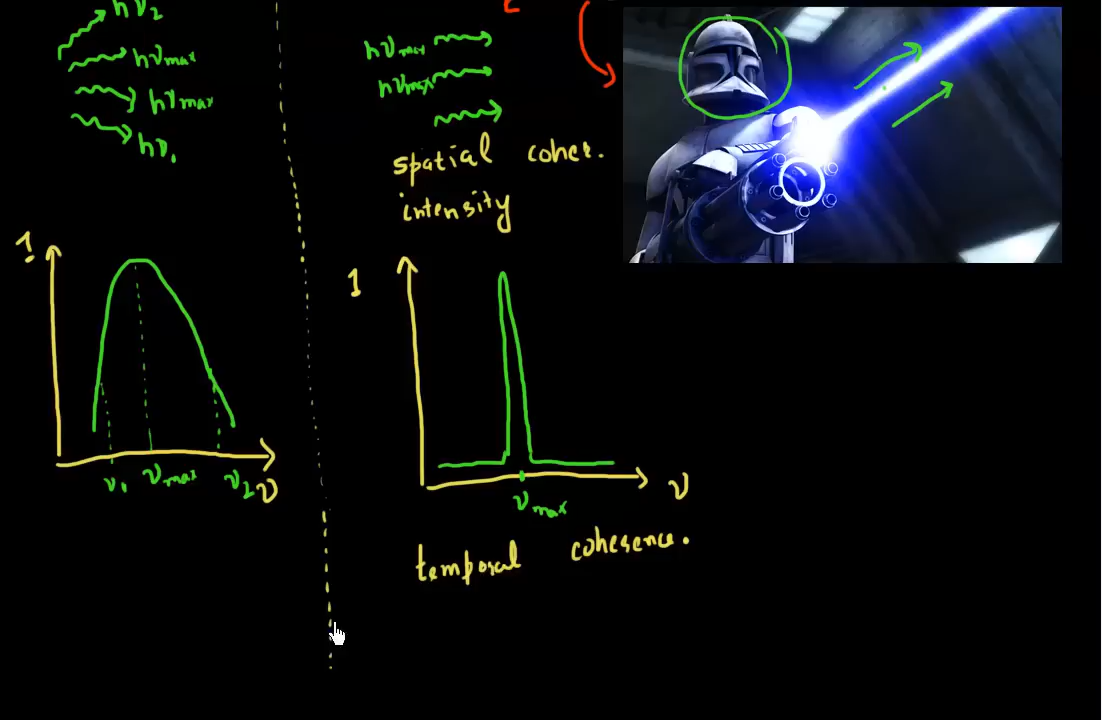 hν₂
hνmax
hνmax
hν₁
hνmax
hνmax
spatial coher.
intensity
I
ν₁ νmax ν₂ ν
I
νmax
ν
temporal coherence.